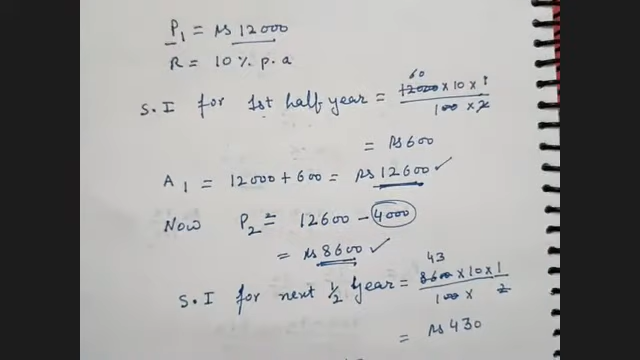 P₁ = Rs 12000
R = 10 %. p.a
60
S.I for 1st half year = 12000 x 10 x 1
100 x 2
= Rs 600
A₁ = 12000 + 600 = Rs 12600 ✓
Now P₂ = 12600 - 4000
= Rs 8600 ✓
43
S.I for next 1/2 year = 8600 x 10 x 1
100 x 2
= Rs 430